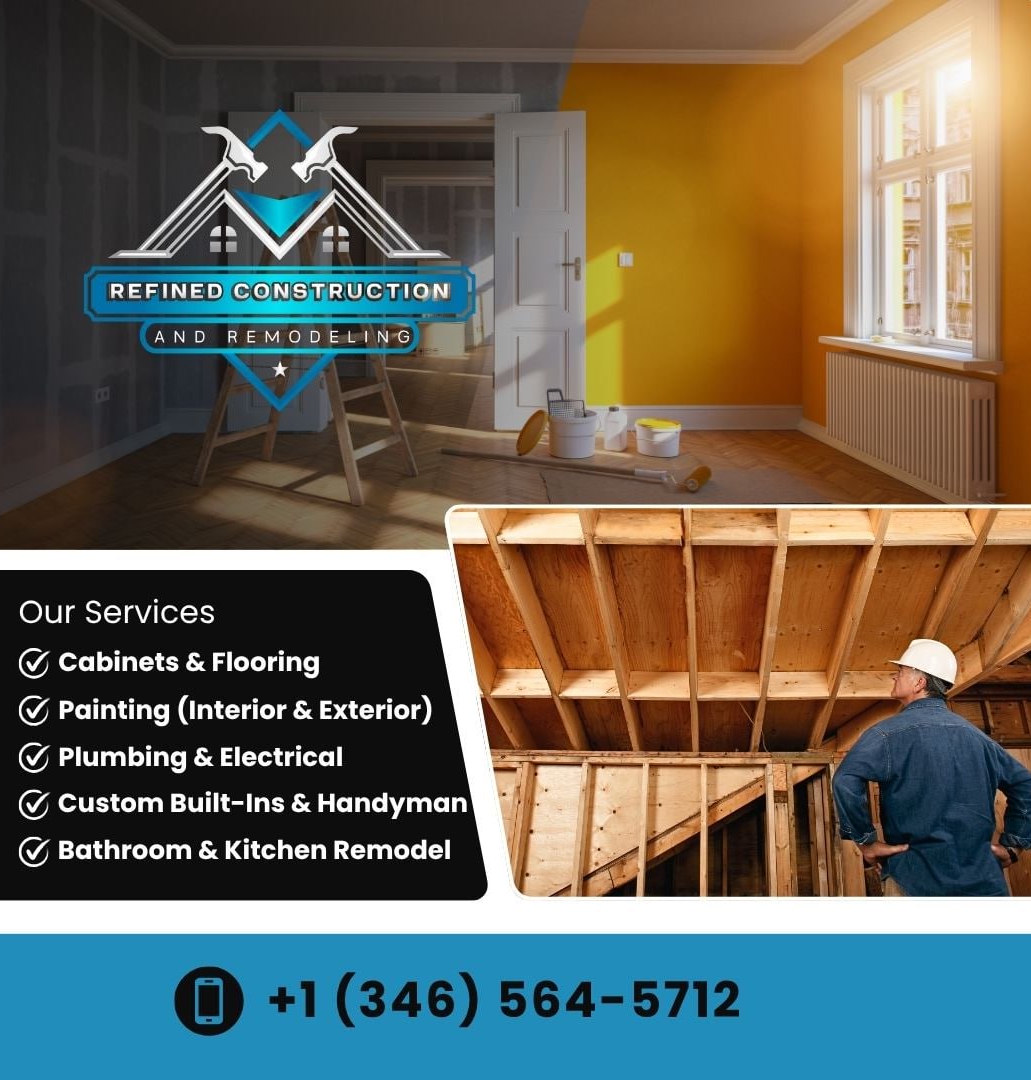 REFINED CONSTRUCTION
AND REMODELING
Our Services
Cabinets & Flooring
Painting (Interior & Exterior)
Plumbing & Electrical
Custom Built-Ins & Handyman
Bathroom & Kitchen Remodel
+1 (346) 564-5712